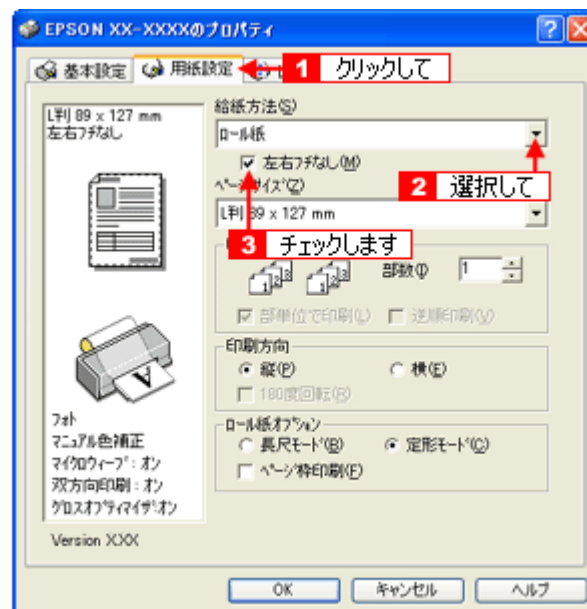 EPSON XX-XXXXのプロパティ
基本設定 用紙設定
1 クリックして
L判 89 x 127 mm
左右フチなし
給紙方法(S)
ロール紙
左右フチなし(M)
2 選択して
L判 89 x 127 mm
3 チェックします
部数(I) 1
部単位で印刷(L) 逆順印刷(V)
印刷方向
縦(P) 横(E)
180度回転(R)
ロール紙オプション
長尺モード(B) 定形モード(C)
ページ枠印刷(F)
フォト
マニュアル色補正
マイクロウィーブ:オン
双方向印刷:オン
グロスオプティマイザ:オン
Version X.XX
OK キャンセル ヘルプ